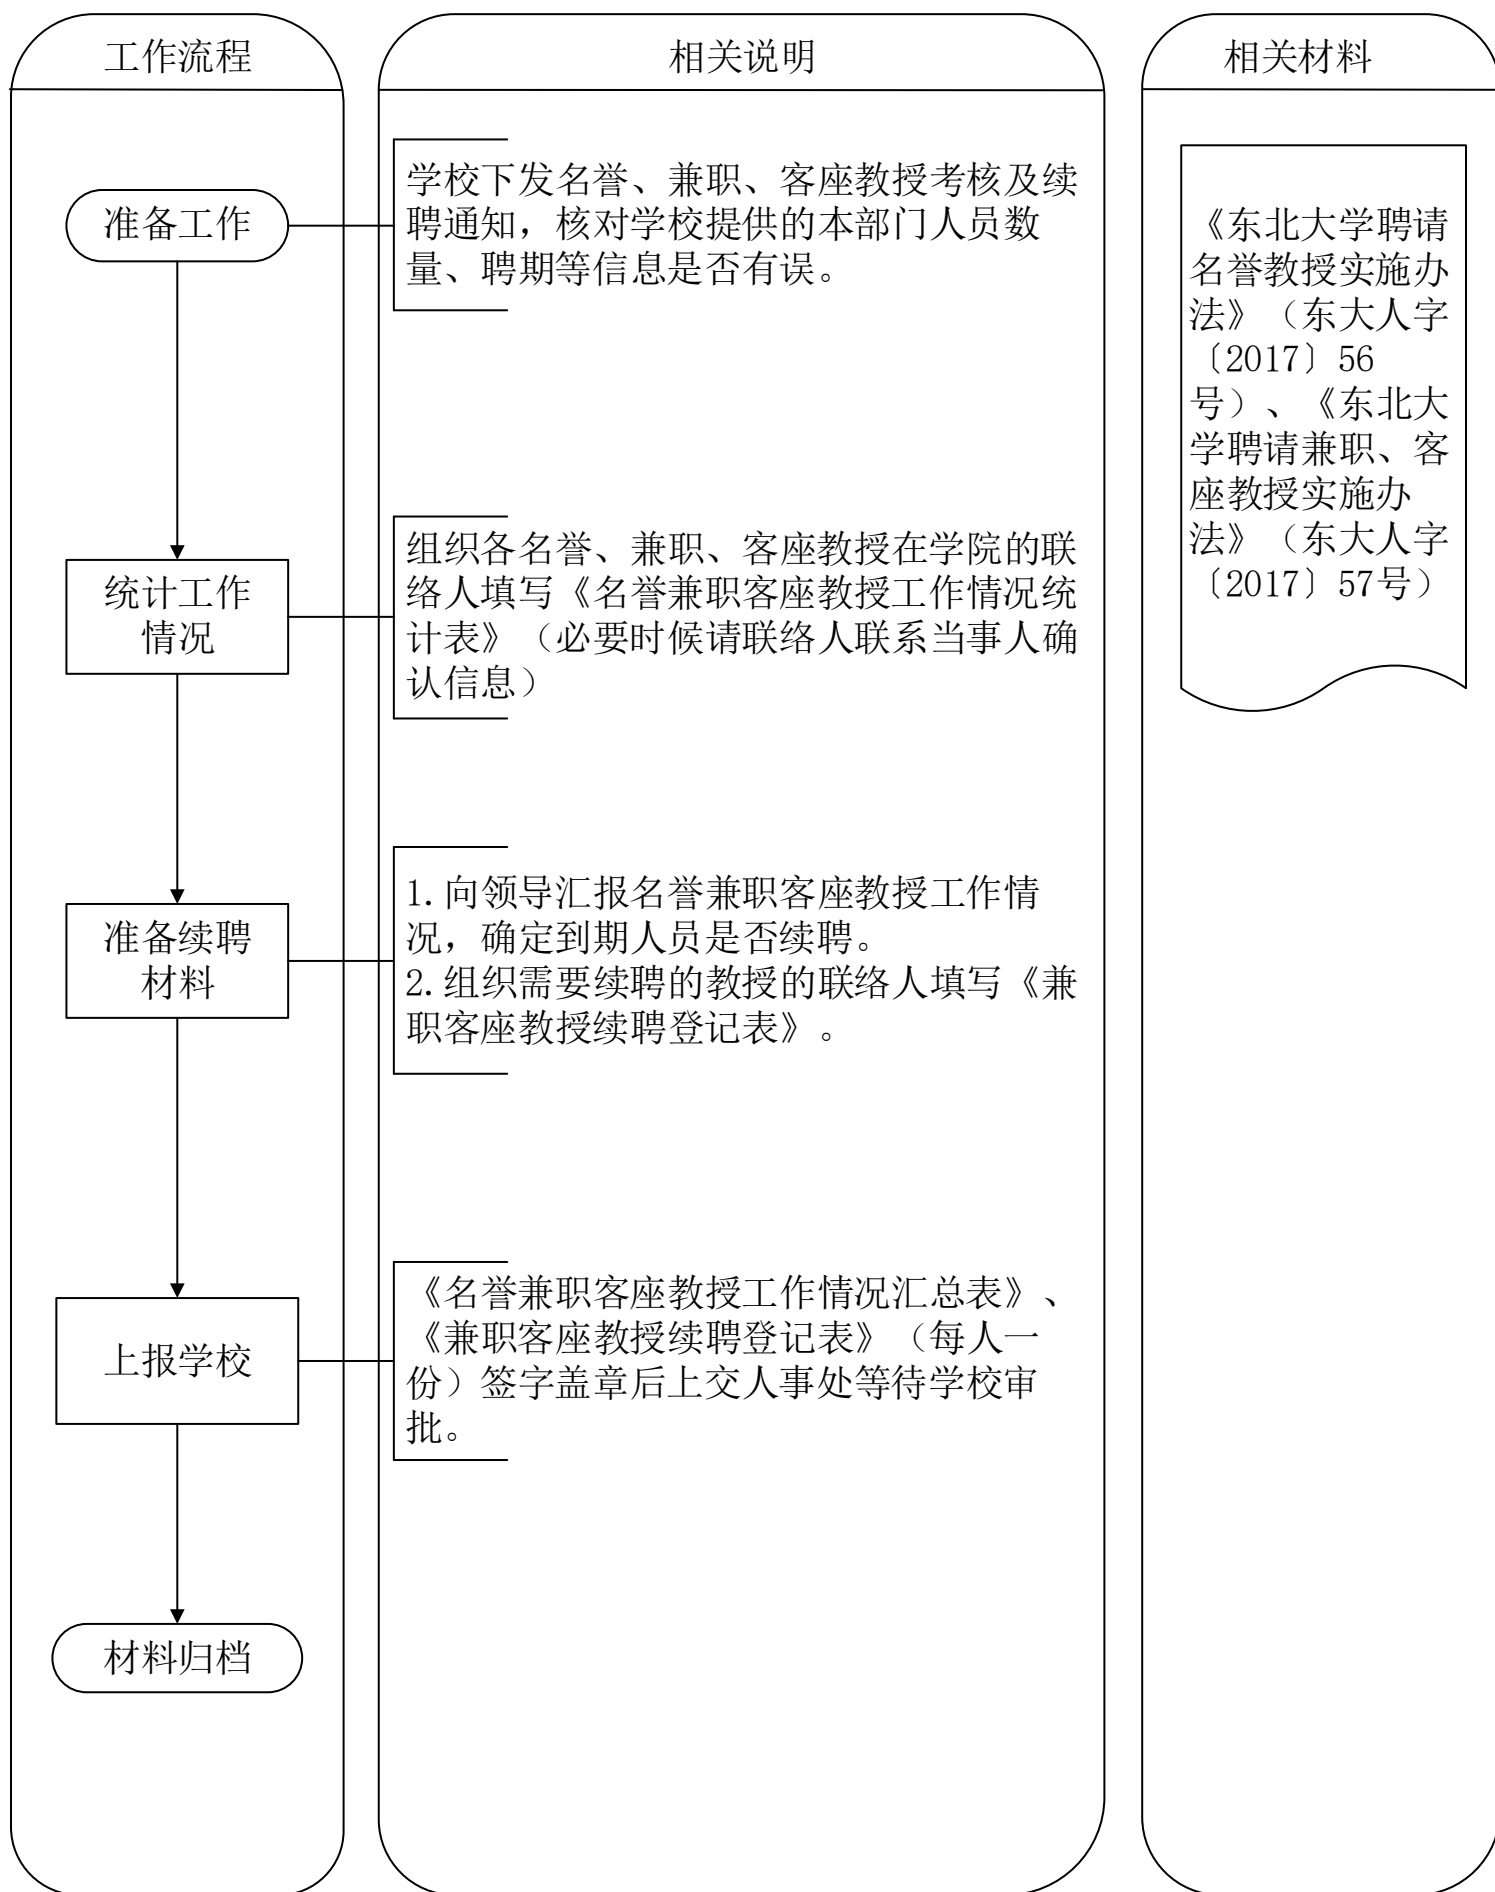 工作流程
相关说明
相关材料
准备工作
学校下发名誉、兼职、客座教授考核及续
聘通知，核对学校提供的本部门人员数
量、聘期等信息是否有误。
统计工作
情况
组织各名誉、兼职、客座教授在学院的联
络人填写《名誉兼职客座教授工作情况统
计表》（必要时候请联络人联系当事人确
认信息）
准备续聘
材料
1.向领导汇报名誉兼职客座教授工作情
况，确定到期人员是否续聘。
2.组织需要续聘的教授的联络人填写《兼
职客座教授续聘登记表》。
上报学校
《名誉兼职客座教授工作情况汇总表》、
《兼职客座教授续聘登记表》（每人一
份）签字盖章后上交人事处等待学校审
批。
材料归档
《东北大学聘请
名誉教授实施办
法》（东大人字
〔2017〕56
号）、《东北大
学聘请兼职、客
座教授实施办
法》（东大人字
〔2017〕57号）